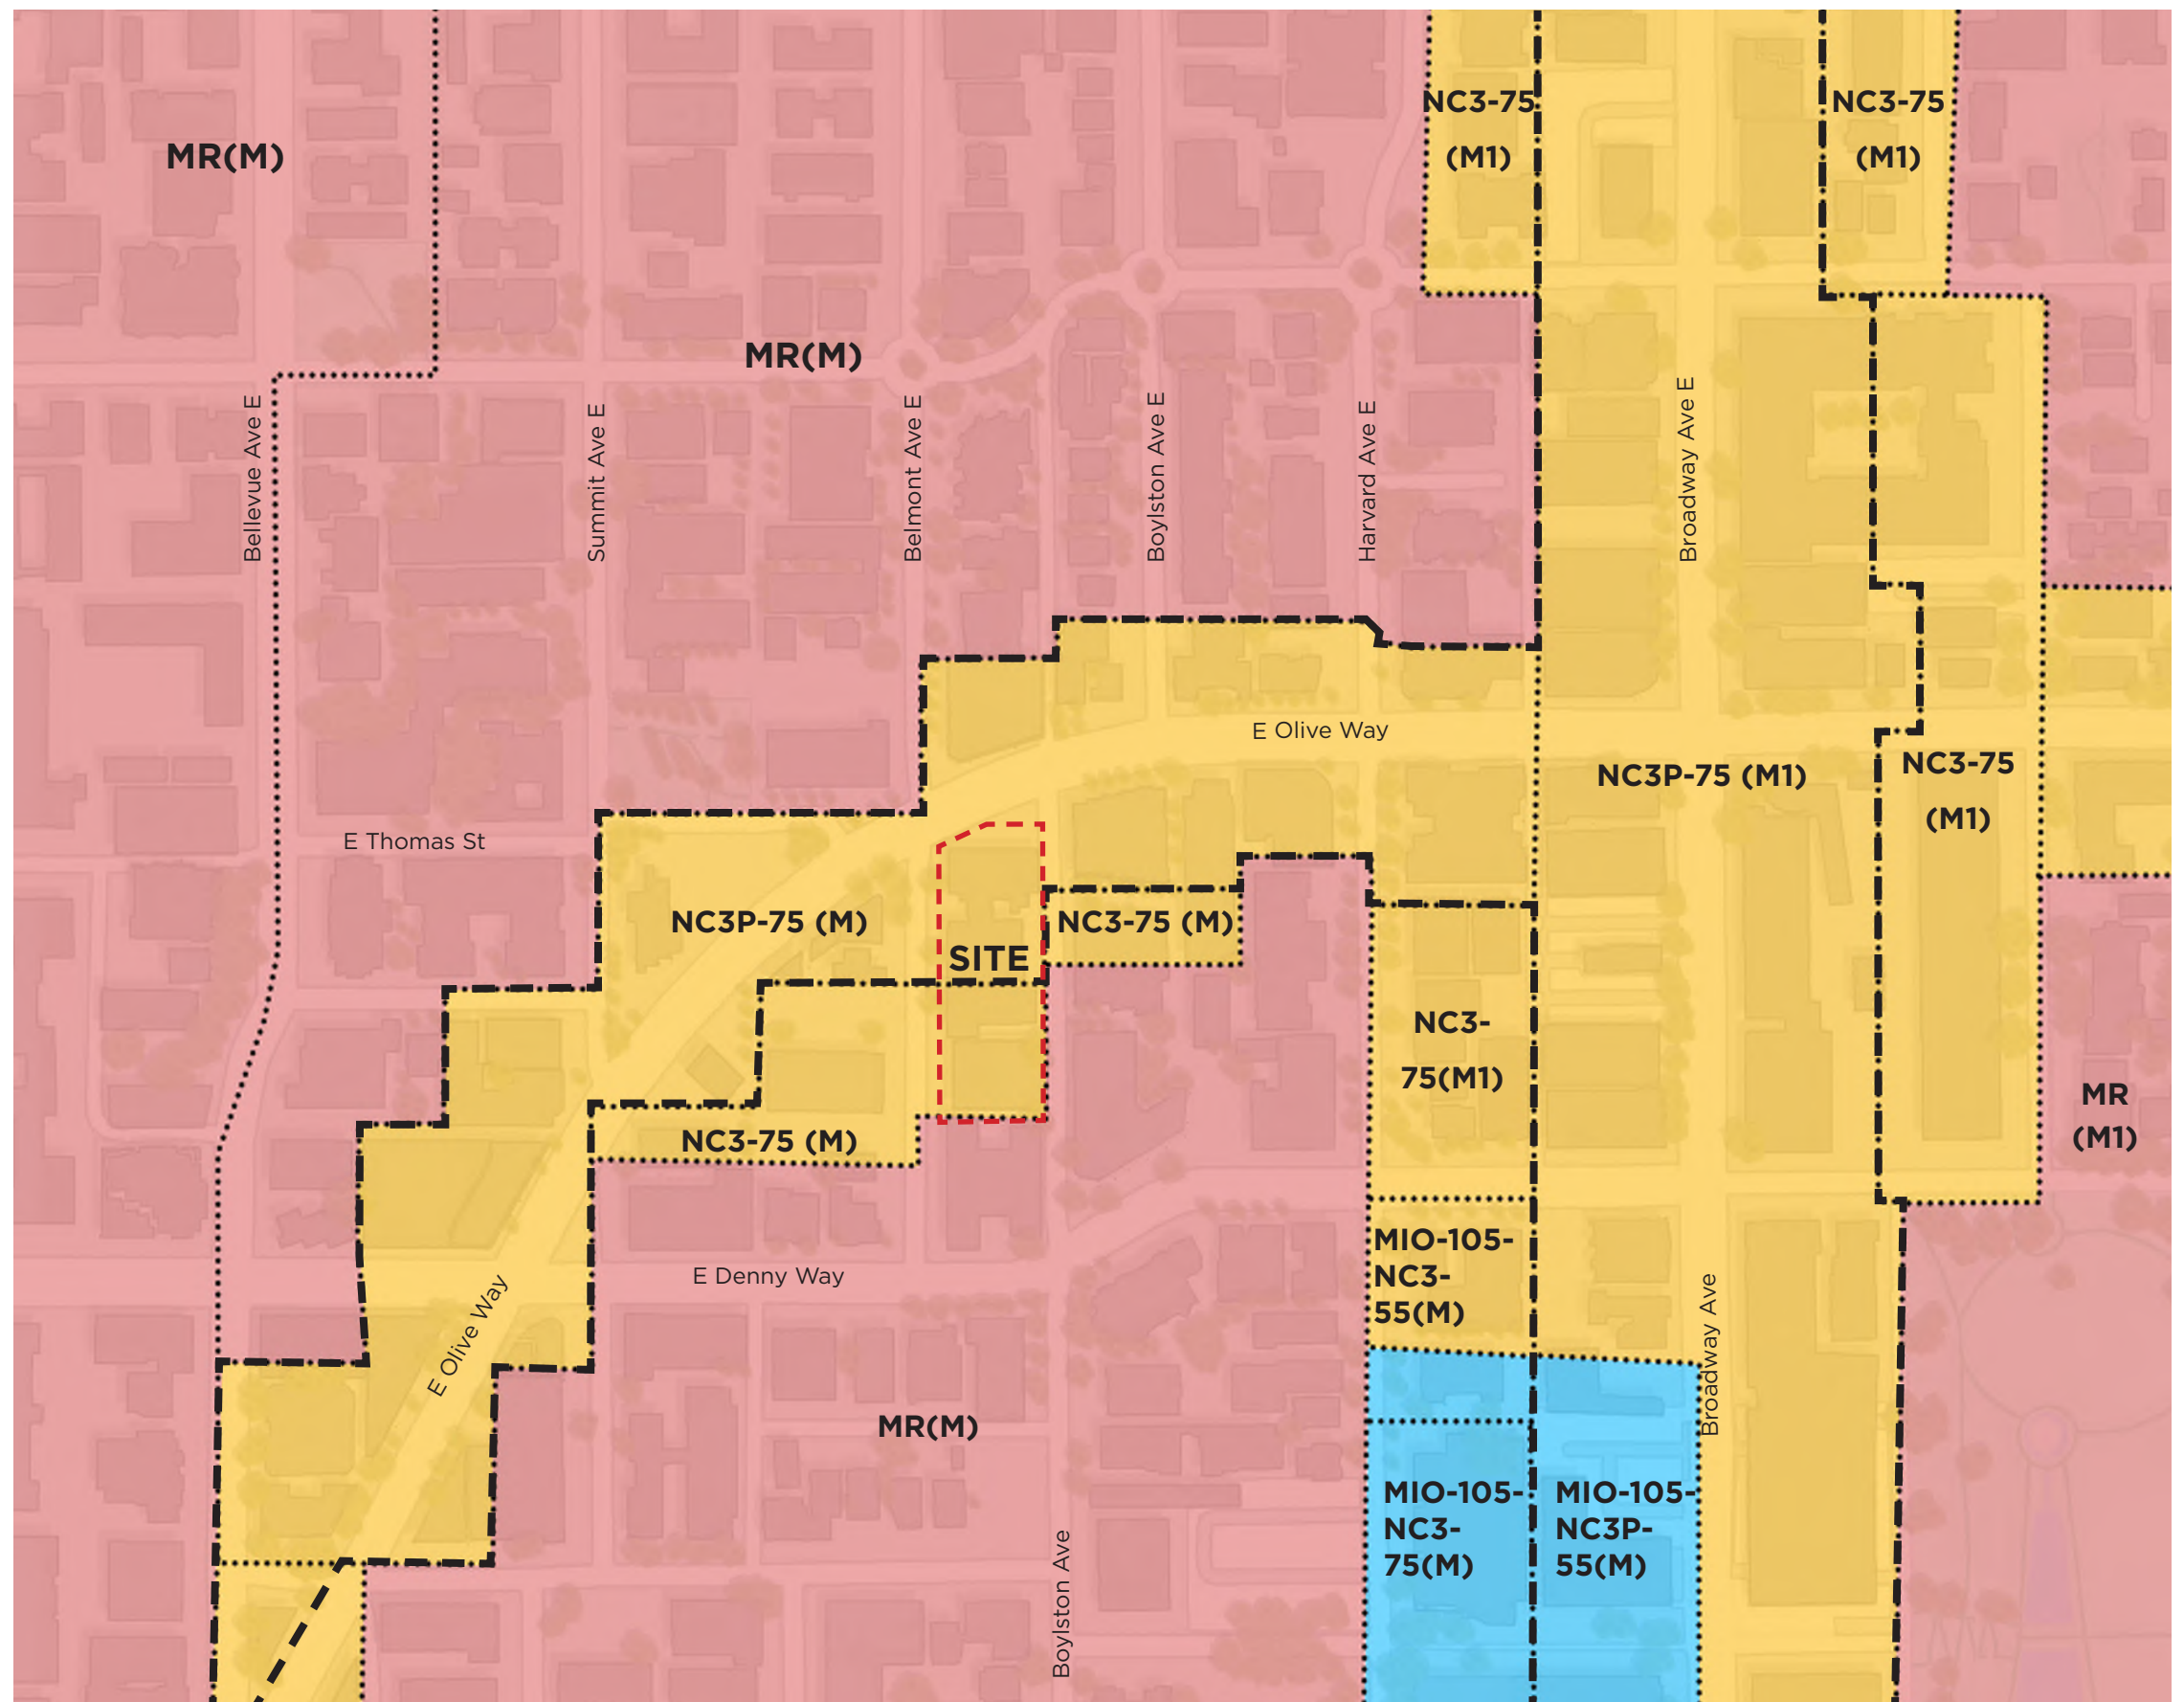 NC3-75
(M1)
NC3-75
(M1)
MR(M)
MR(M)
Bellevue Ave E
Summit Ave E
Belmont Ave E
Boylston Ave E
Harvard Ave E
Broadway Ave E
E Olive Way
NC3P-75 (M1)
NC3-75
(M1)
E Thomas St
NC3P-75 (M)
NC3-75 (M)
SITE
NC3-
75(M1)
MR
(M1)
NC3-75 (M)
MIO-105-
NC3-
55(M)
E Denny Way
E Olive Way
Broadway Ave
MR(M)
MIO-105-
NC3-
75(M)
MIO-105-
NC3P-
55(M)
Boylston Ave